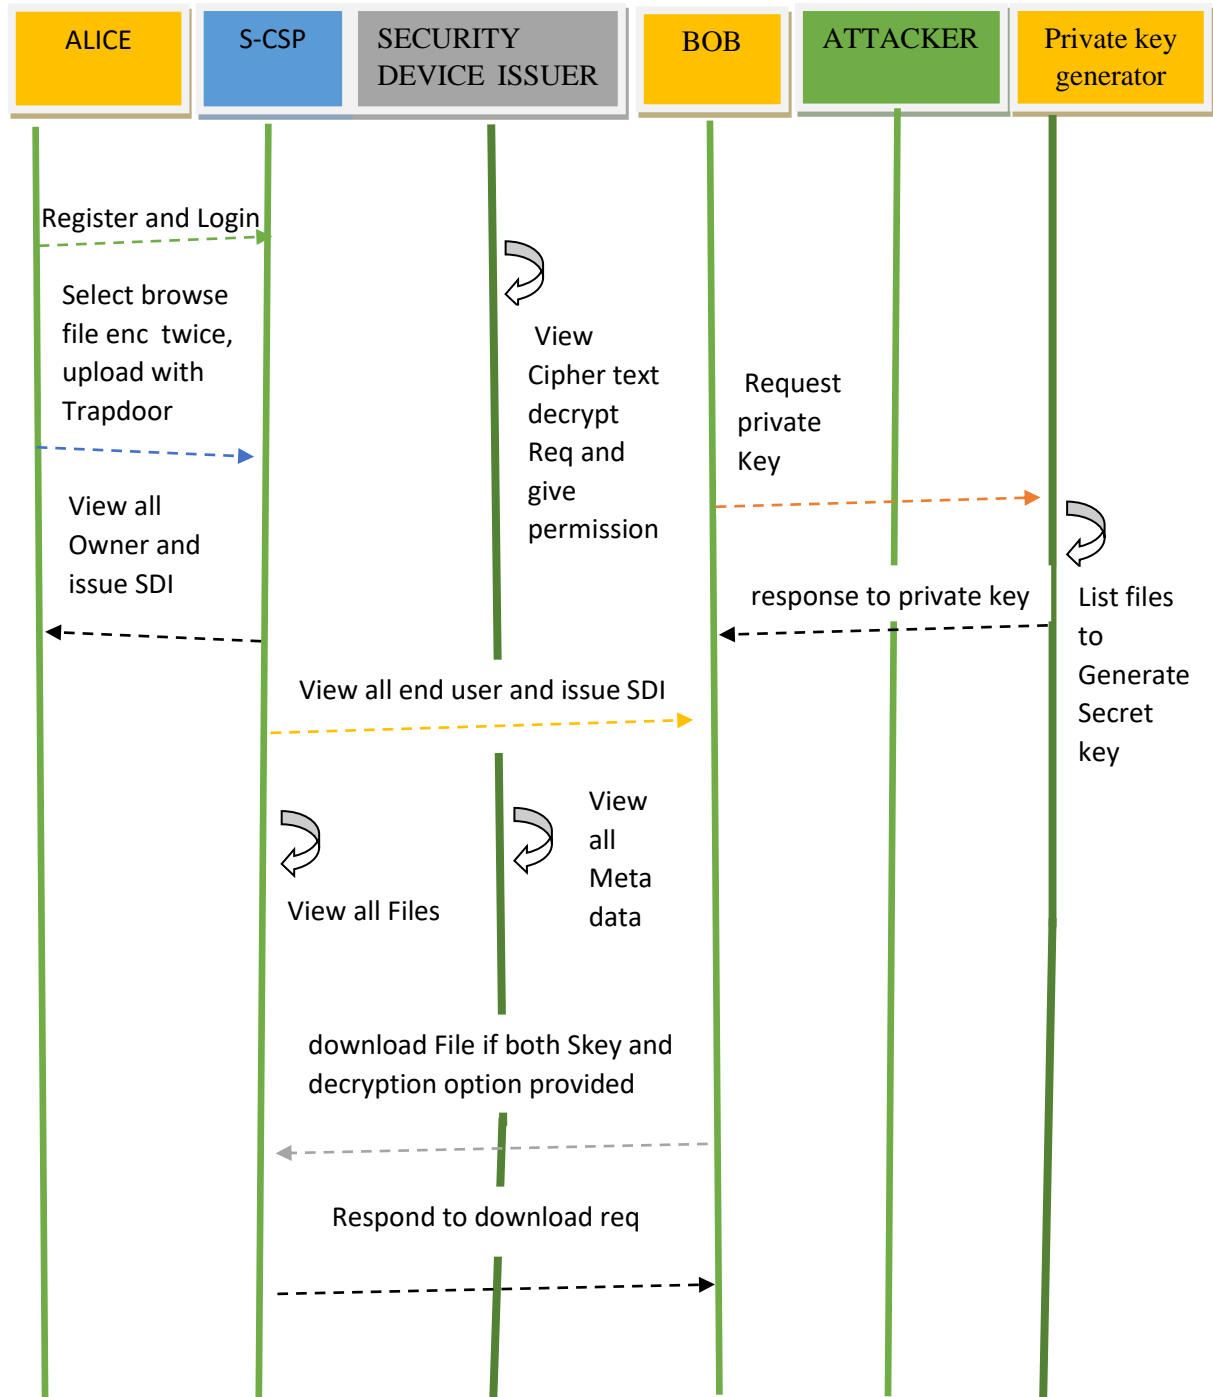 ALICE
S-CSP
SECURITY
DEVICE ISSUER
BOB
ATTACKER
Private key
generator
Register and Login
Select browse
file enc twice,
upload with
Trapdoor
View
Cipher text
decrypt
Req and
give
permission
Request
private
Key
View all
Owner and
issue SDI
response to private key
List files
to
Generate
Secret
key
View all end user and issue SDI
View
all
Meta
data
View all Files
download File if both Skey and
decryption option provided
Respond to download req